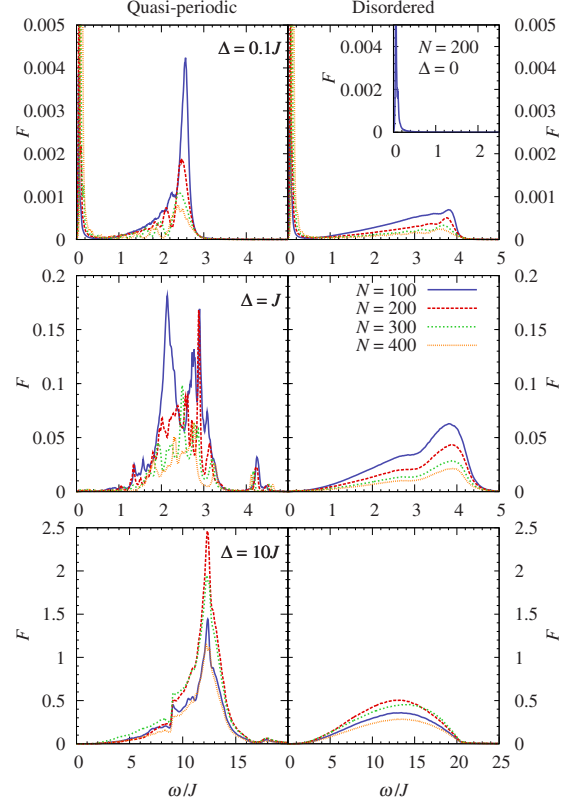 Quasi-periodic Disordered
0.005 0.005
0.004 0.004
0.003 0.003
0.002 0.002
0.001 0.001
0 0
F F
Δ = 0.1J
0.004
0.002
0
F
N = 200
Δ = 0
0 1 2
0 1 2 3 4 0 1 2 3 4 5
0.2 0.2
0.15 0.15
0.1 0.1
0.05 0.05
0 0
F F
Δ = J
N = 100
N = 200
N = 300
N = 400
0 1 2 3 4 0 1 2 3 4 5
2.5 2.5
2 2
1.5 1.5
1 1
0.5 0.5
0 0
F F
Δ = 10J
0 5 10 15 0 5 10 15 20 25
ω/J ω/J